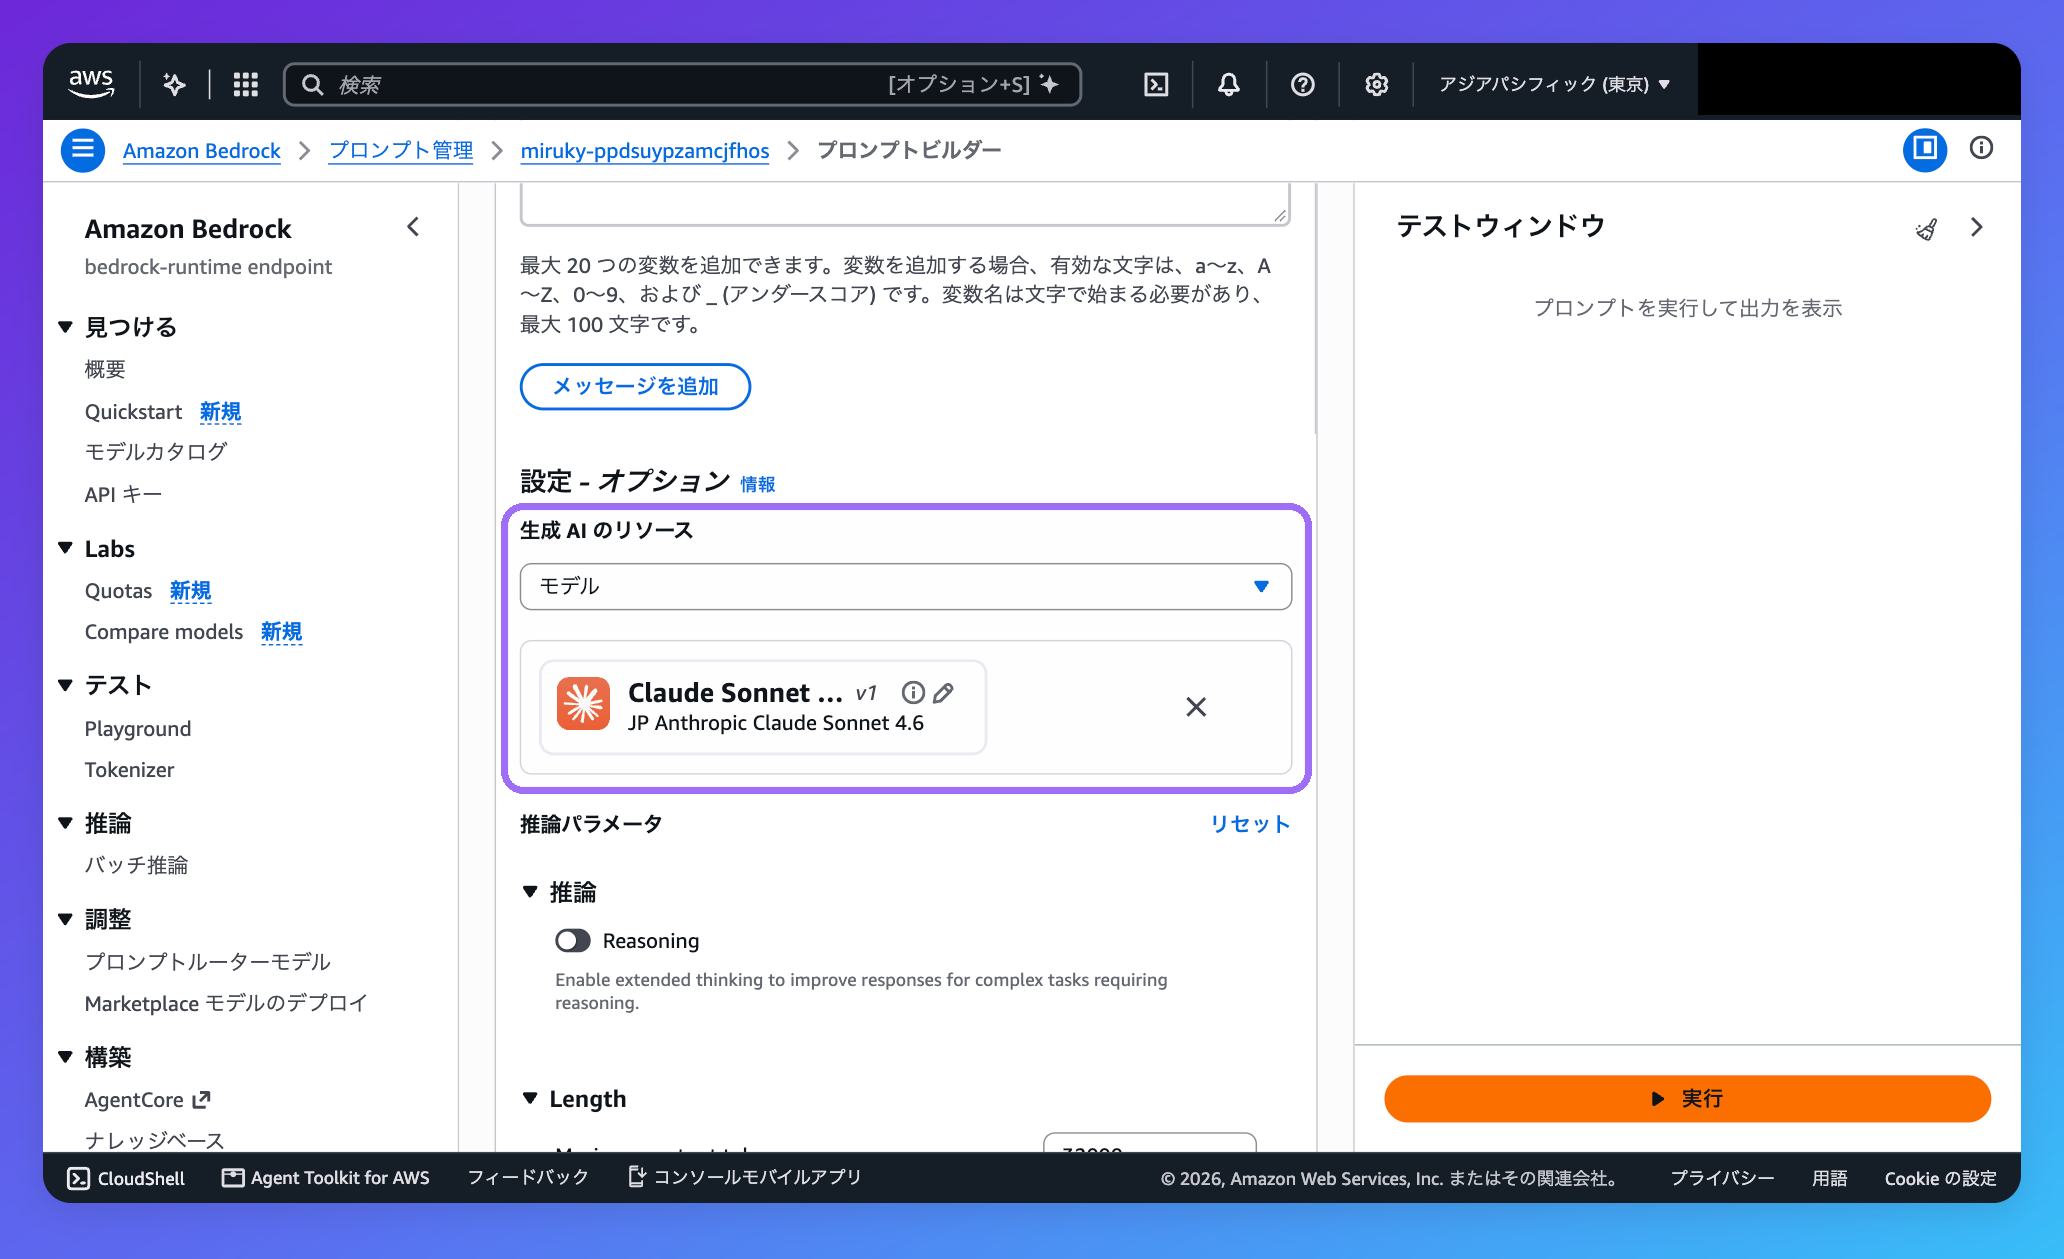 aws
検索
[オプション+S]
アジアパシフィック (東京)
Amazon Bedrock
プロンプト管理
miruky-ppdsuypzamcjfhos
プロンプトビルダー
Amazon Bedrock
bedrock-runtime endpoint
見つける
概要
Quickstart 新規
モデルカタログ
API キー
Labs
Quotas 新規
Compare models 新規
テスト
Playground
Tokenizer
推論
バッチ推論
調整
プロンプトルーターモデル
Marketplace モデルのデプロイ
構築
AgentCore
ナレッジベース
最大 20 つの変数を追加できます。変数を追加する場合、有効な文字は、a〜z、A
〜Z、0〜9、および _ (アンダースコア) です。変数名は文字で始まる必要があり、
最大 100 文字です。
メッセージを追加
設定 - オプション 情報
生成 AI のリソース
モデル
Claude Sonnet ... v1
JP Anthropic Claude Sonnet 4.6
推論パラメータ
リセット
推論
Reasoning
Enable extended thinking to improve responses for complex tasks requiring
reasoning.
Length
テストウィンドウ
プロンプトを実行して出力を表示
実行
CloudShell
Agent Toolkit for AWS
フィードバック
コンソールモバイルアプリ
© 2026, Amazon Web Services, Inc. またはその関連会社。
プライバシー
用語
Cookie の設定